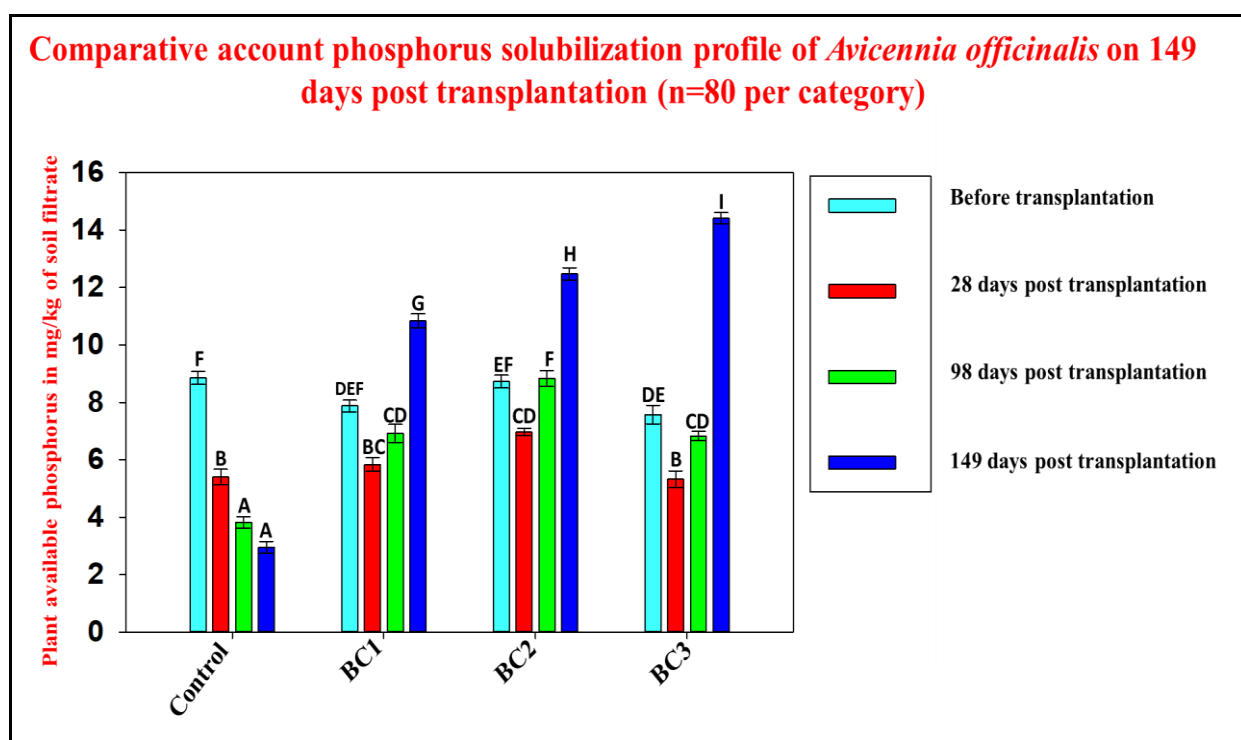 Comparative account phosphorus solubilization profile of Avicennia officinalis on 149
days post transplantation (n=80 per category)
Plant available phosphorus in mg/kg of soil filtrate
16
14
12
10
8
6
4
2
0
F
B
A
A
DEF
BC
CD
G
EF
CD
F
H
DE
B
CD
I
Control
BC1
BC2
BC3
Before transplantation
28 days post transplantation
98 days post transplantation
149 days post transplantation